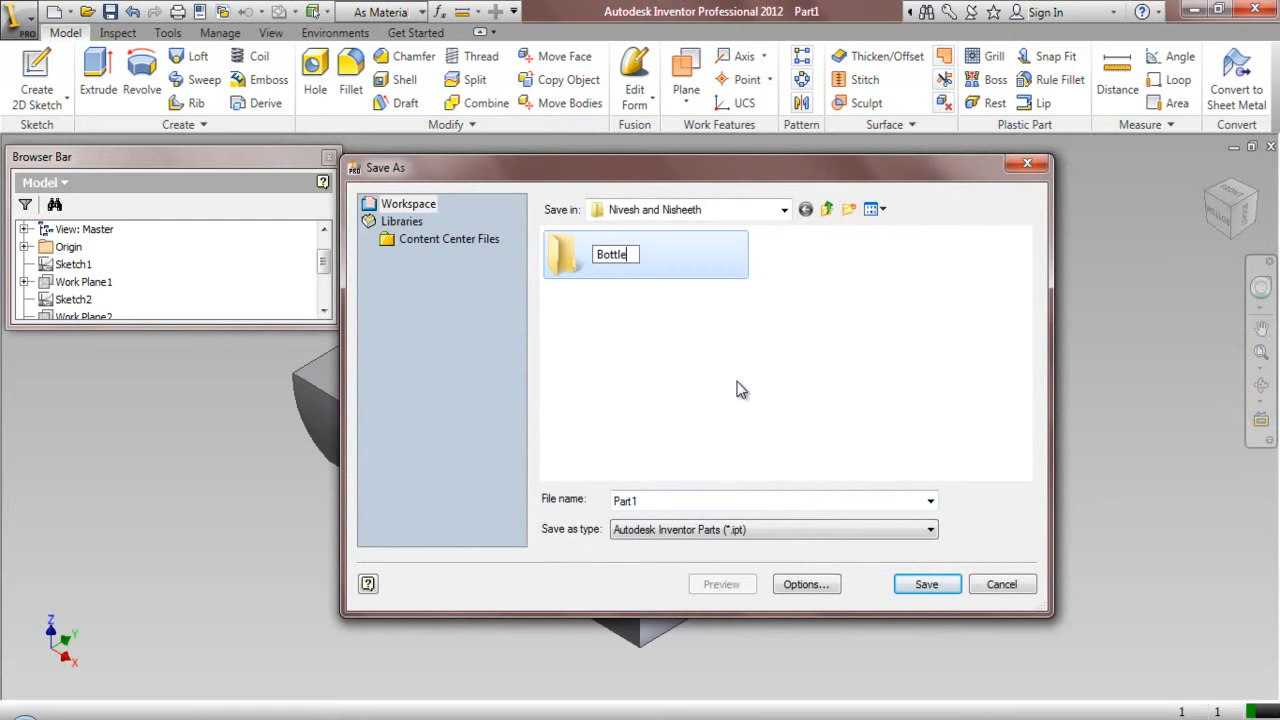 As Material
Autodesk Inventor Professional 2012 Part1
Sign In
PRO
Model Inspect Tools Manage View Environments Get Started
Create 2D Sketch
Extrude
Revolve
Loft
Sweep
Rib
Coil
Emboss
Derive
Hole
Fillet
Chamfer
Shell
Draft
Thread
Split
Combine
Move Face
Copy Object
Move Bodies
Edit Form
Plane
Axis
Point
UCS
Thicken/Offset
Stitch
Sculpt
Grill
Boss
Rest
Snap Fit
Rule Fillet
Lip
Distance
Angle
Loop
Area
Convert to Sheet Metal
Sketch Create Modify Fusion Work Features Pattern Surface Plastic Part Measure Convert
Browser Bar
Model
View: Master
Origin
Sketch1
Work Plane1
Sketch2
Work Plane2
Save As
Workspace
Libraries
Content Center Files
Save in: Nivesh and Nisheeth
Bottle
File name: Part1
Save as type: Autodesk Inventor Parts (*.ipt)
Preview Options... Save Cancel
FRONT
BOTTOM
Z
Y
X
1 1